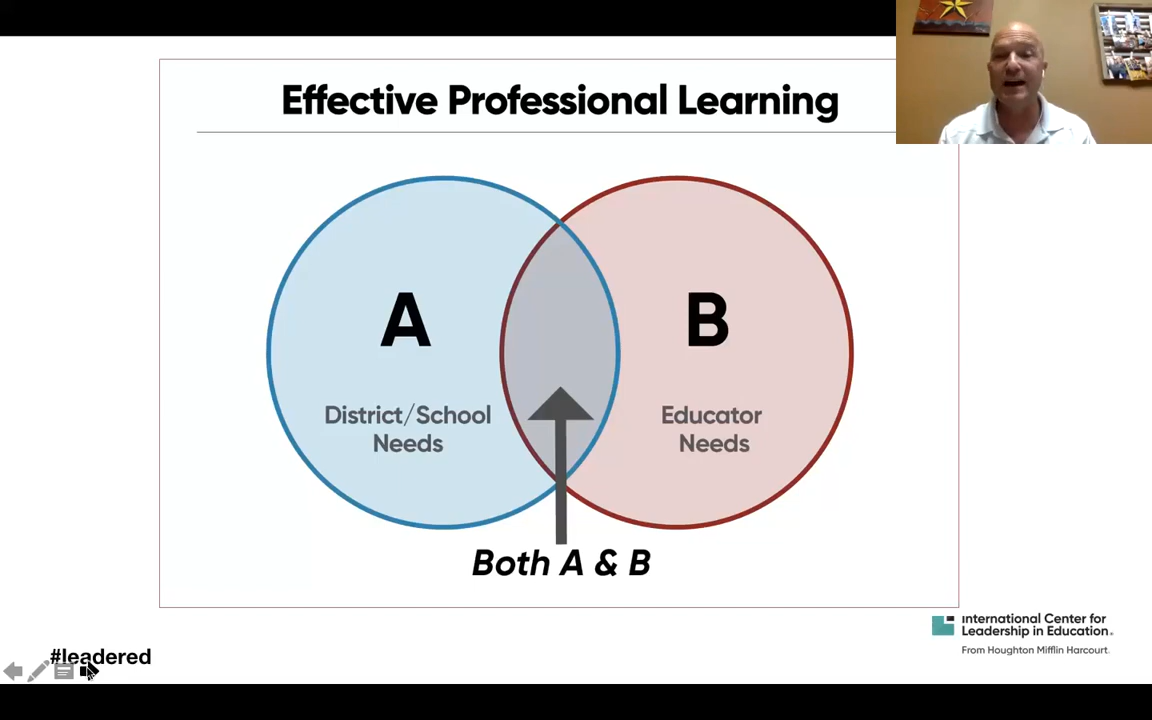 Effective Professional Learning
A
B
District/School
Needs
Educator
Needs
Both A & B
International Center for
Leadership in Education.
From Houghton Mifflin Harcourt.
#leadered